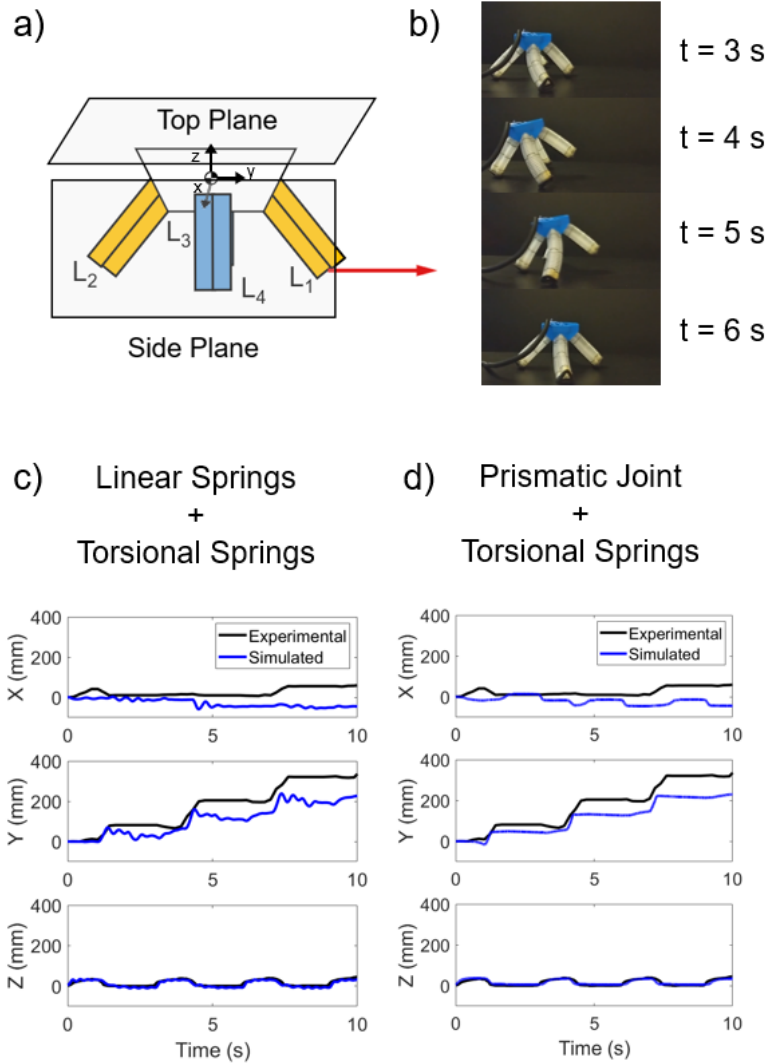 a)
Top Plane
z
y
x
L3
L2
L4
L1
Side Plane
b)
t = 3 s
t = 4 s
t = 5 s
t = 6 s
c)
Linear Springs
+
Torsional Springs
X (mm)
400
200
0
Experimental
Simulated
0
5
10
Y (mm)
400
200
0
0
5
10
Z (mm)
400
200
0
0
5
10
Time (s)
d)
Prismatic Joint
+
Torsional Springs
X (mm)
400
200
0
Experimental
Simulated
0
5
10
Y (mm)
400
200
0
0
5
10
Z (mm)
400
200
0
0
5
10
Time (s)